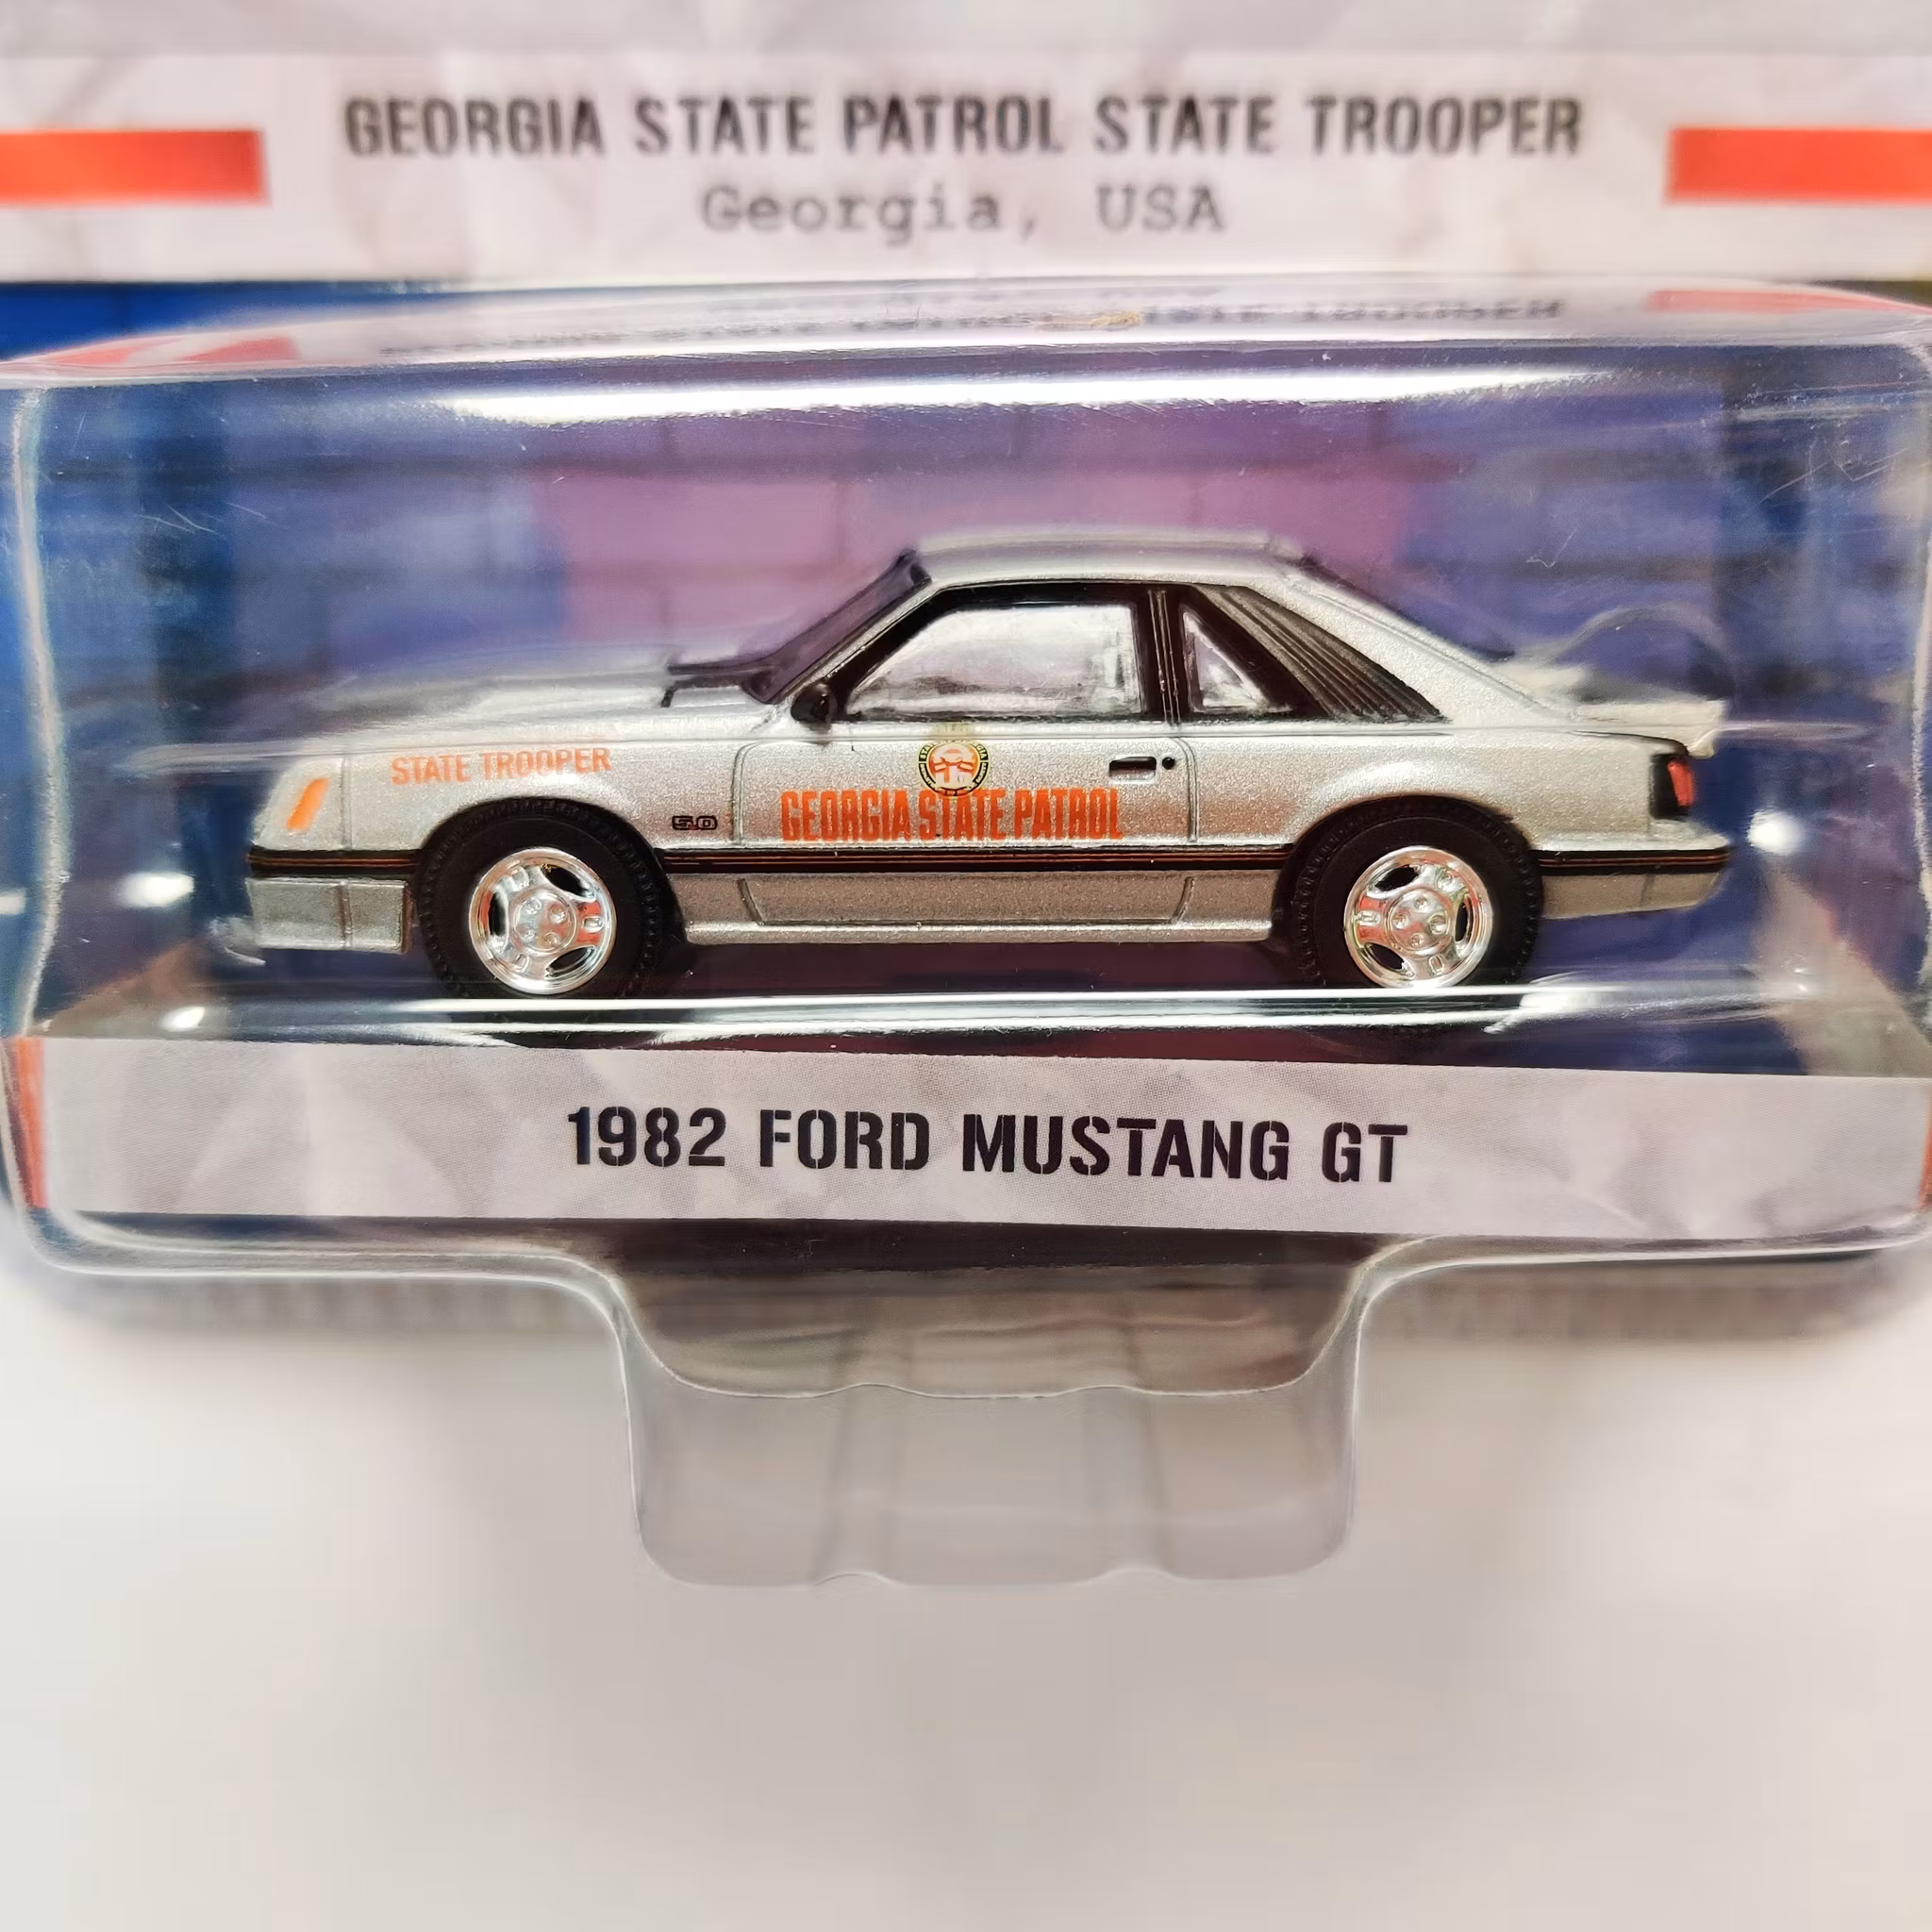 GEORGIA STATE PATROL STATE TROOPER
Georgia, USA
STATE TROOPER
5.0
GEORGIA STATE PATROL
1982 FORD MUSTANG GT